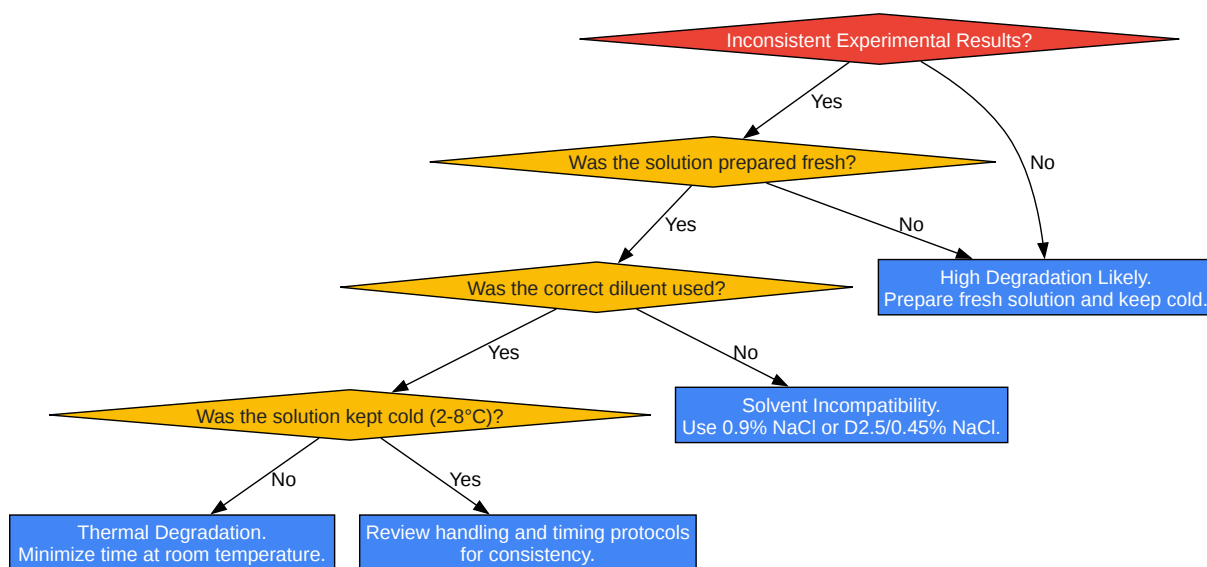 Inconsistent Experimental Results?
Yes
No
Was the solution prepared fresh?
Yes
No
High Degradation Likely.
Prepare fresh solution and keep cold.
Was the correct diluent used?
Yes
No
Solvent Incompatibility.
Use 0.9% NaCl or D2.5/0.45% NaCl.
Was the solution kept cold (2-8°C)?
No
Yes
Thermal Degradation.
Minimize time at room temperature.
Review handling and timing protocols
for consistency.